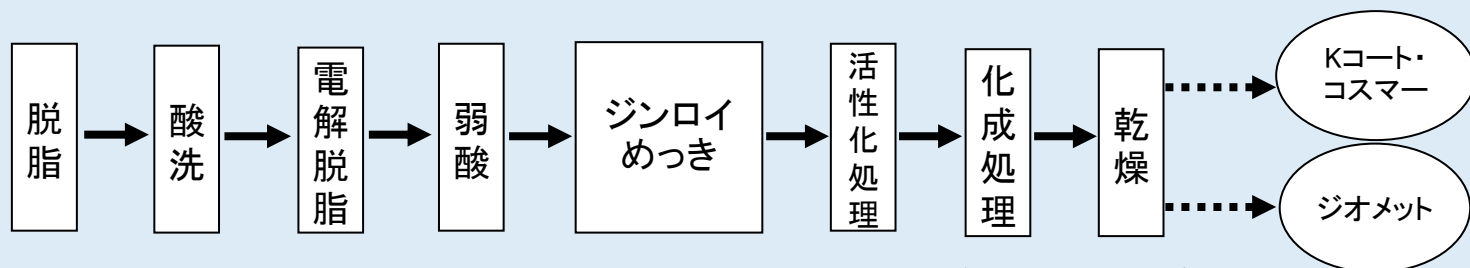 脱脂
酸洗
電解脱脂
弱酸
ジンロイ
めっき
活性化処理
化成処理
乾燥
Kコート・
コスマー
ジオメット